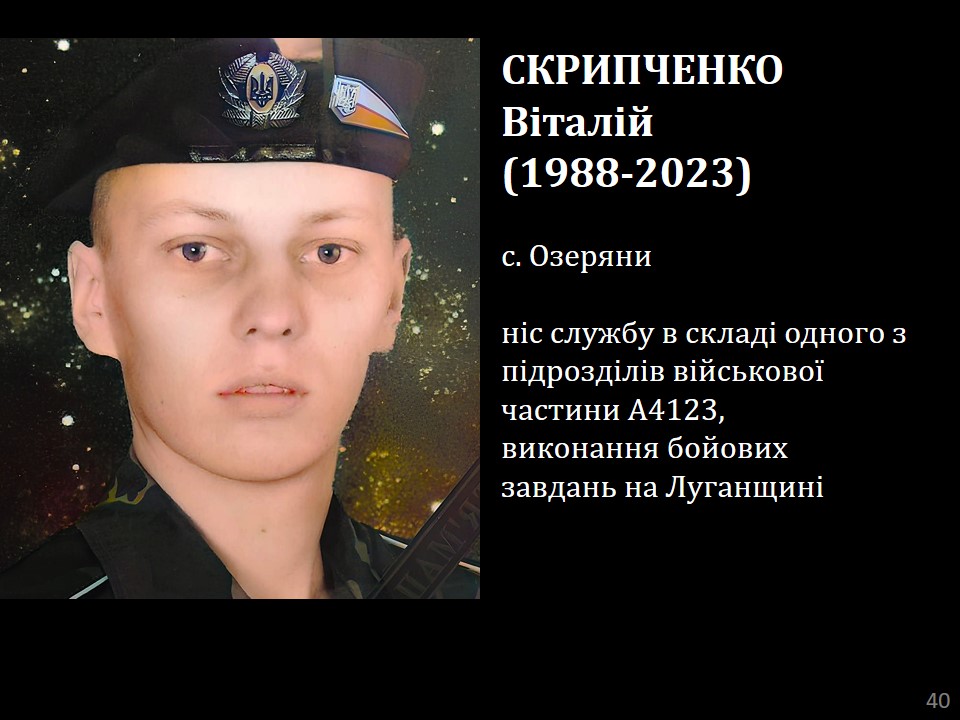 СКРИПЧЕНКО
Віталій
(1988-2023)
с. Озеряни
ніс службу в складі одного з
підрозділів військової
частини А4123,
виконання бойових
завдань на Луганщині
40